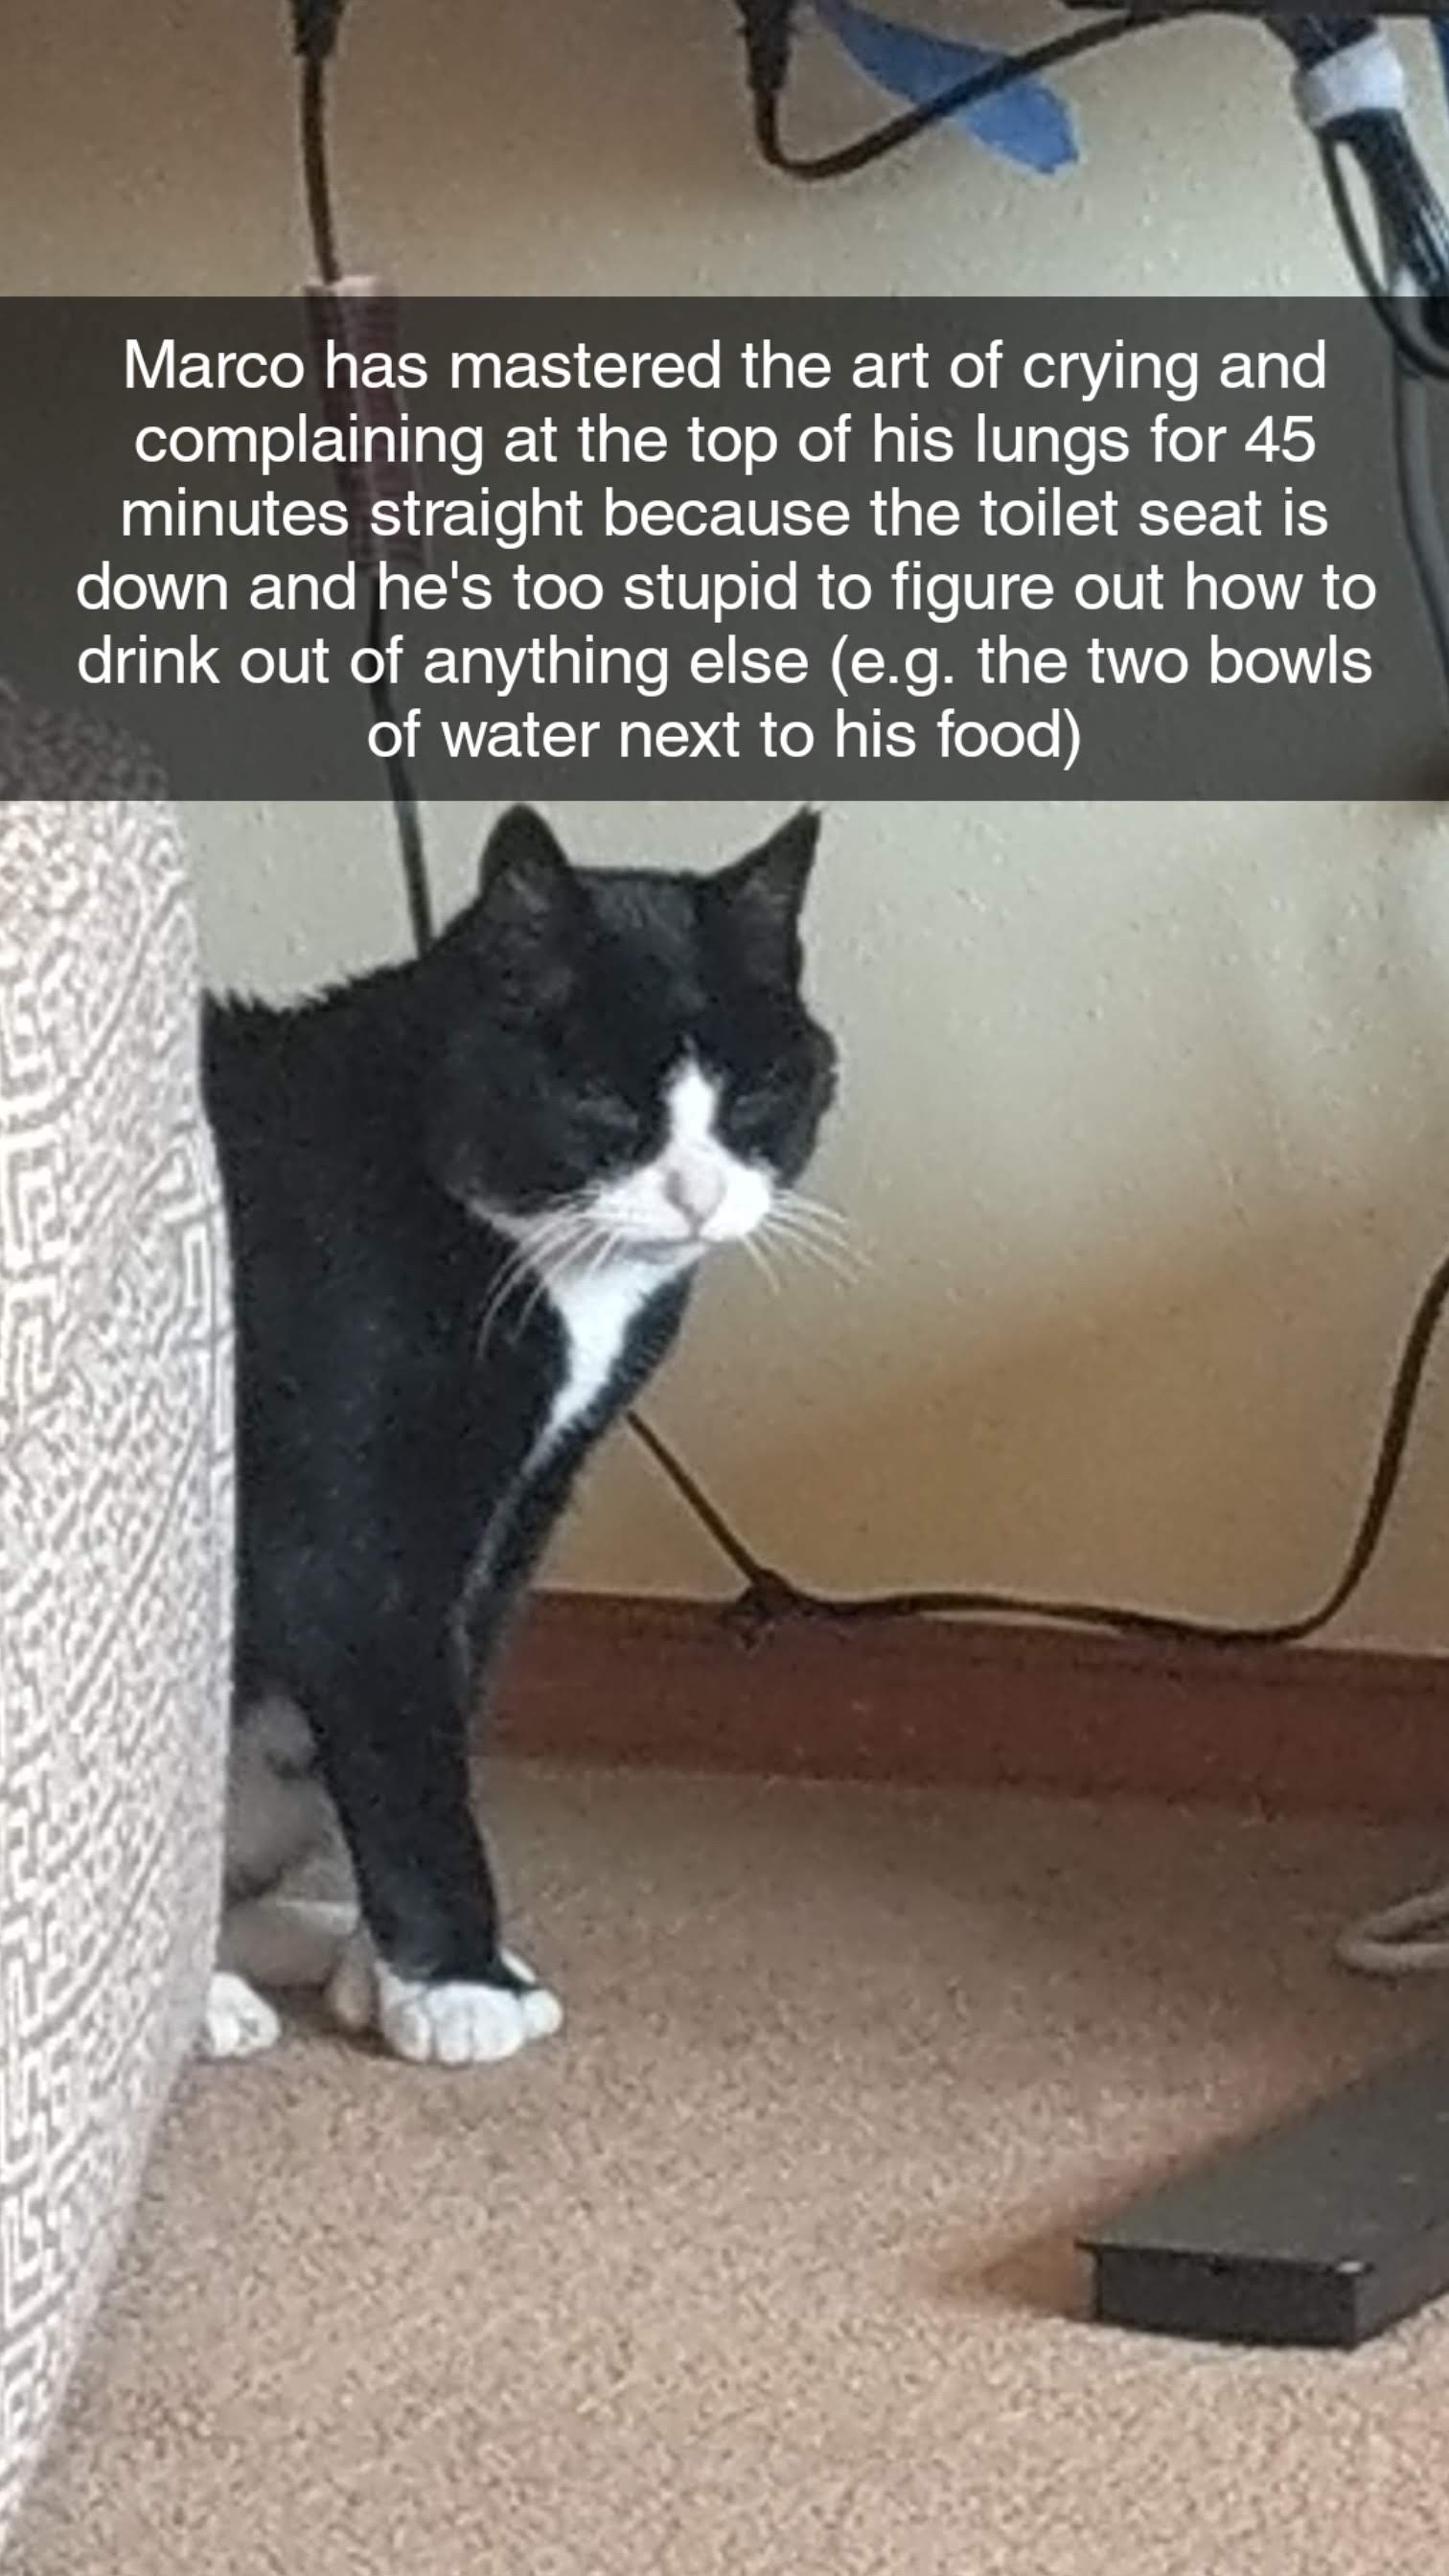 Marco has mastered the art of crying and
complaining at the top of his lungs for 45
minutes straight because the toilet seat is
down and he's too stupid to figure out how to
drink out of anything else (e.g. the two bowls
of water next to his food)